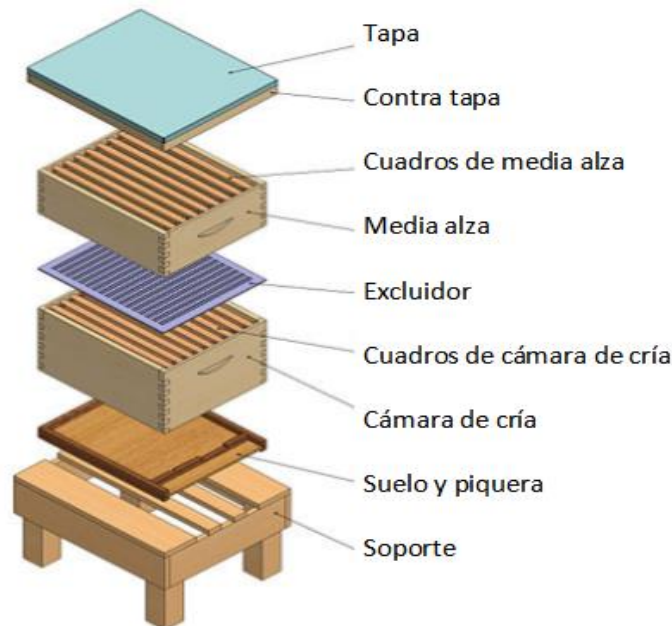 Tapa
Contra tapa
Cuadros de media alza
Media alza
Excluidor
Cuadros de cámara de cría
Cámara de cría
Suelo y piquera
Soporte